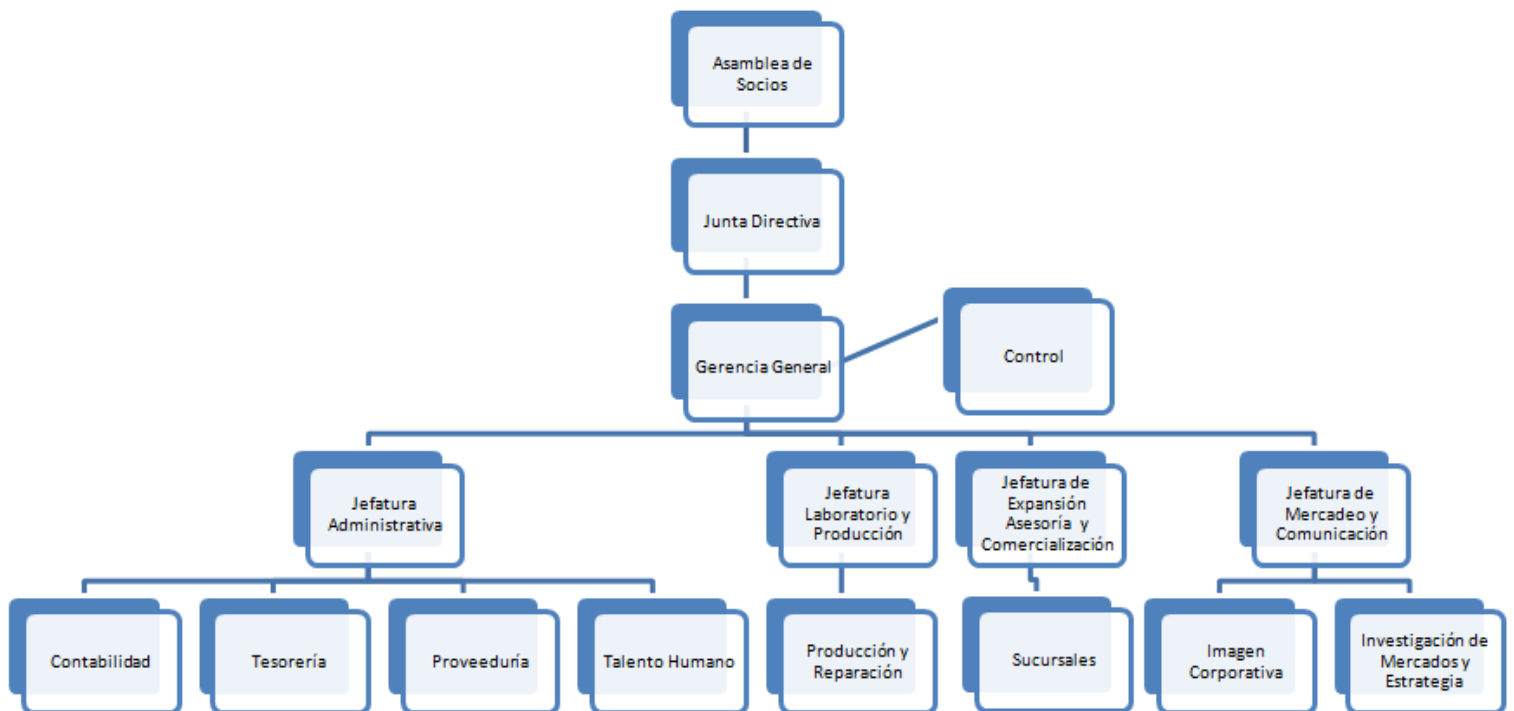 Asamblea de
Socios
Junta Directiva
Gerencia General
Control
Jefatura
Administrativa
Jefatura
Laboratorio y
Producción
Jefatura de
Expansión
Asesoría y
Comercialización
Jefatura de
Mercadeo y
Comunicación
Contabilidad
Tesorería
Proveeduría
Talento Humano
Producción y
Reparación
Sucursales
Imagen
Corporativa
Investigación de
Mercados y
Estrategia